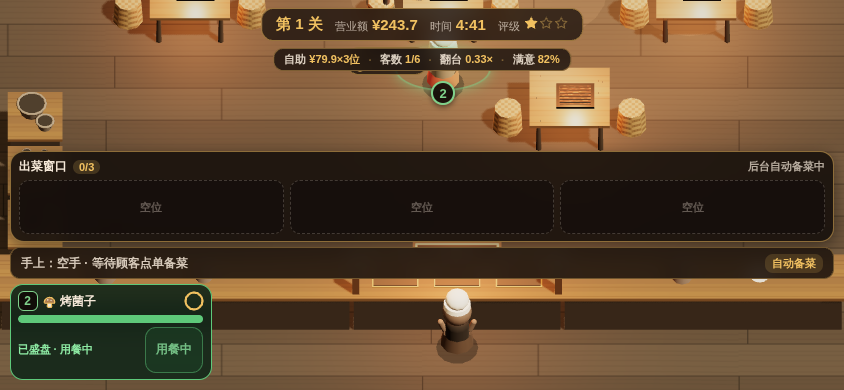 第 1 关 营业额 ¥243.7 时间 4:41 评级
自助 ¥79.9×3位 · 客数 1/6 · 翻台 0.33× · 满意 82%
2
出菜窗口 0/3 后台自动备菜中
空位 空位 空位
手上：空手 · 等待顾客点单备菜 自动备菜
2 烤菌子
已盛盘 · 用餐中 用餐中